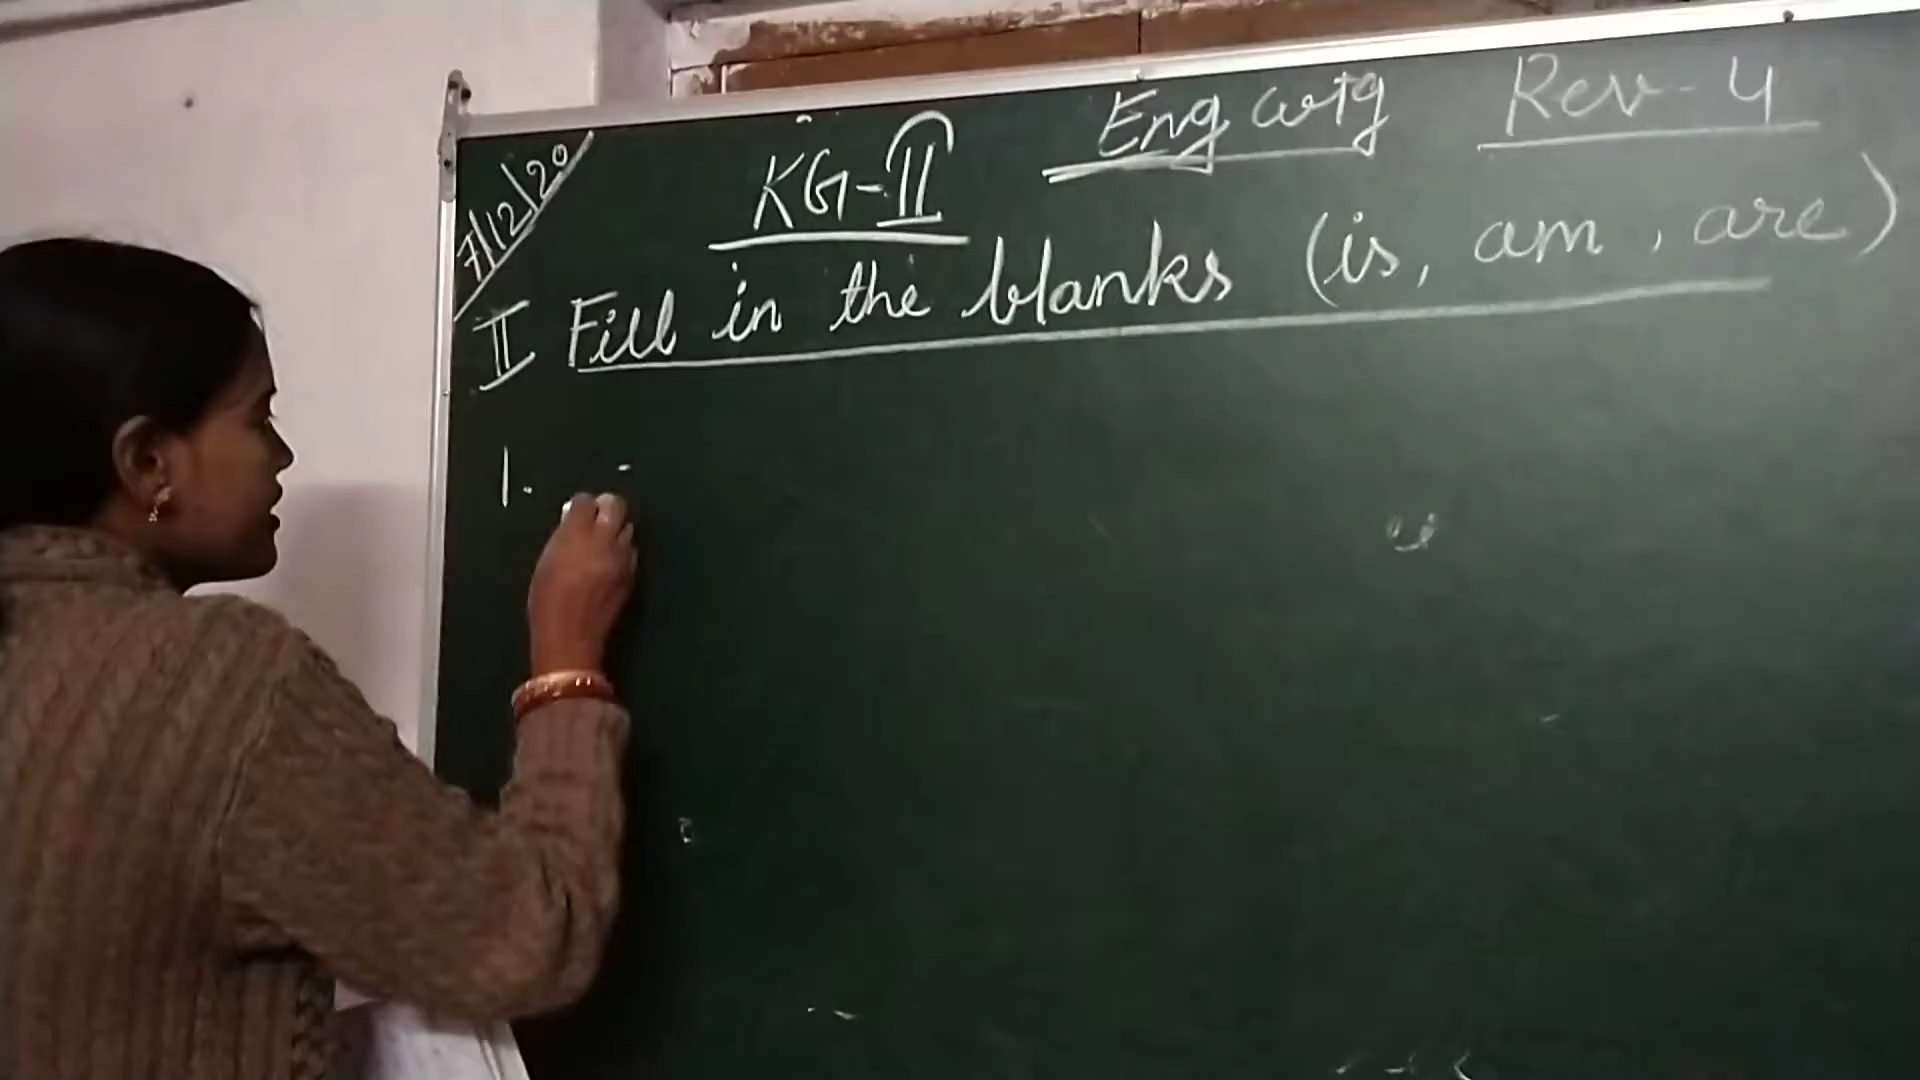 7/12/20
KG-II Eng wtg Rev-4
II Fill in the blanks (is, am, are)
1.